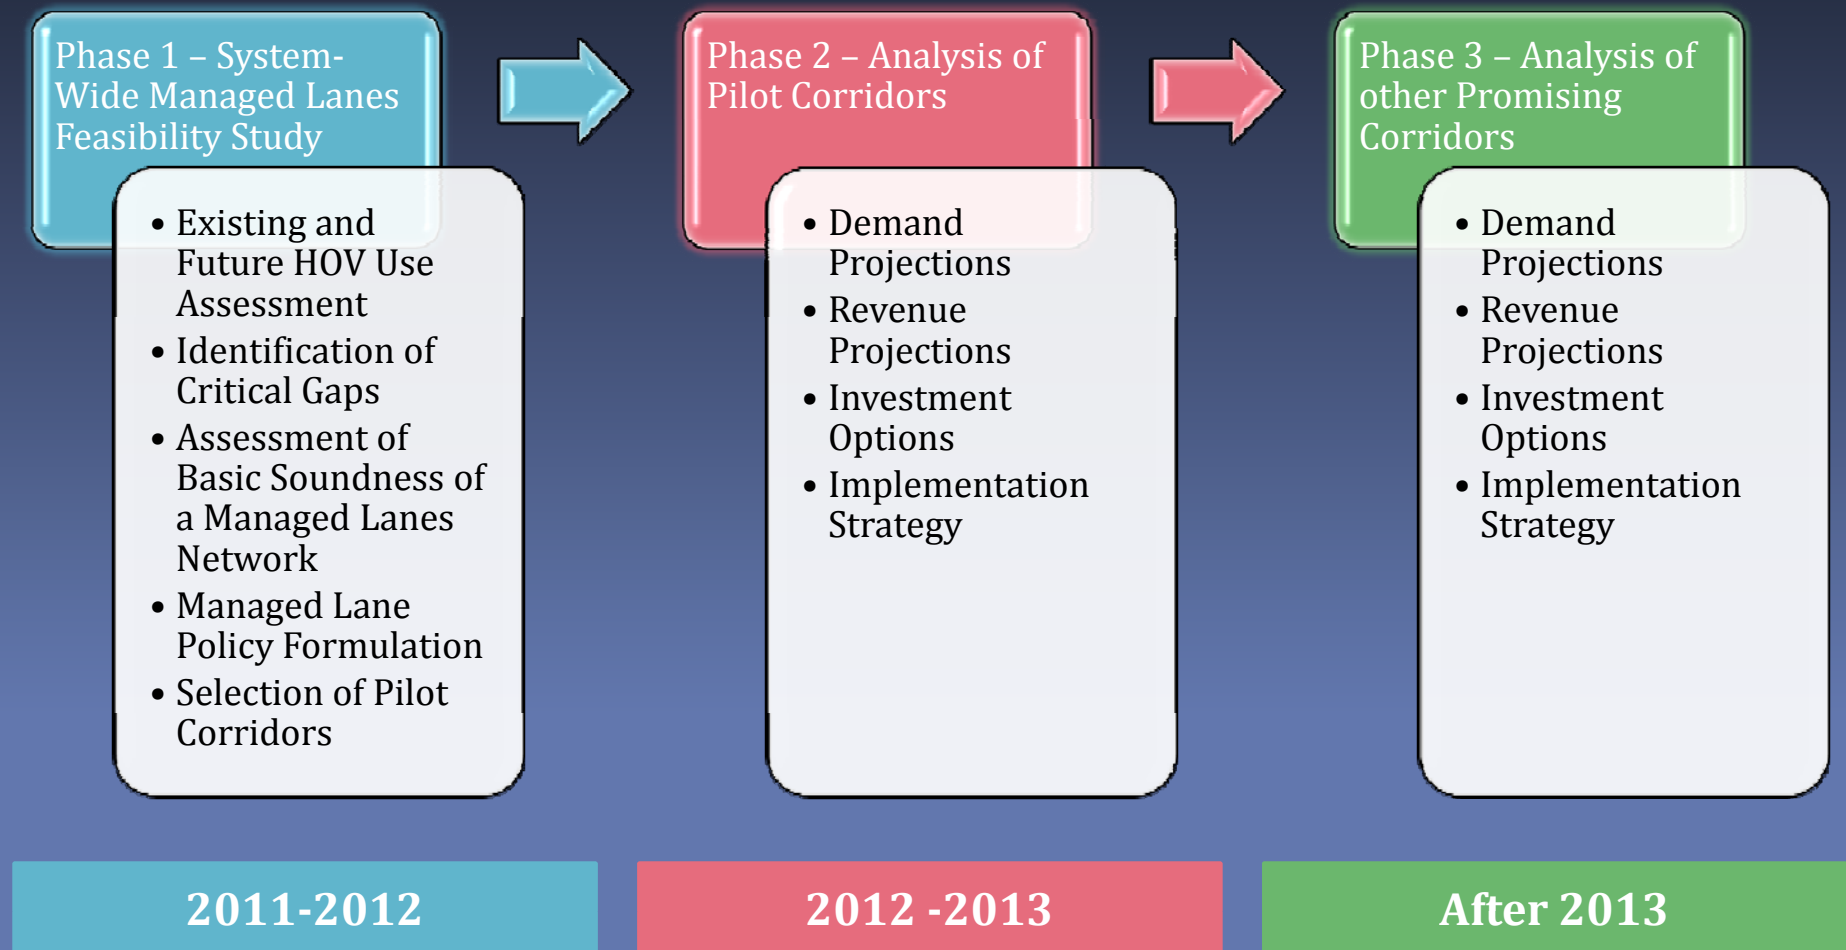 Phase 1 – System-
Wide Managed Lanes
Feasibility Study
• Existing and
Future HOV Use
Assessment
• Identification of
Critical Gaps
• Assessment of
Basic Soundness of
a Managed Lanes
Network
• Managed Lane
Policy Formulation
• Selection of Pilot
Corridors
2011-2012
Phase 2 – Analysis of
Pilot Corridors
• Demand
Projections
• Revenue
Projections
• Investment
Options
• Implementation
Strategy
2012 -2013
Phase 3 – Analysis of
other Promising
Corridors
• Demand
Projections
• Revenue
Projections
• Investment
Options
• Implementation
Strategy
After 2013